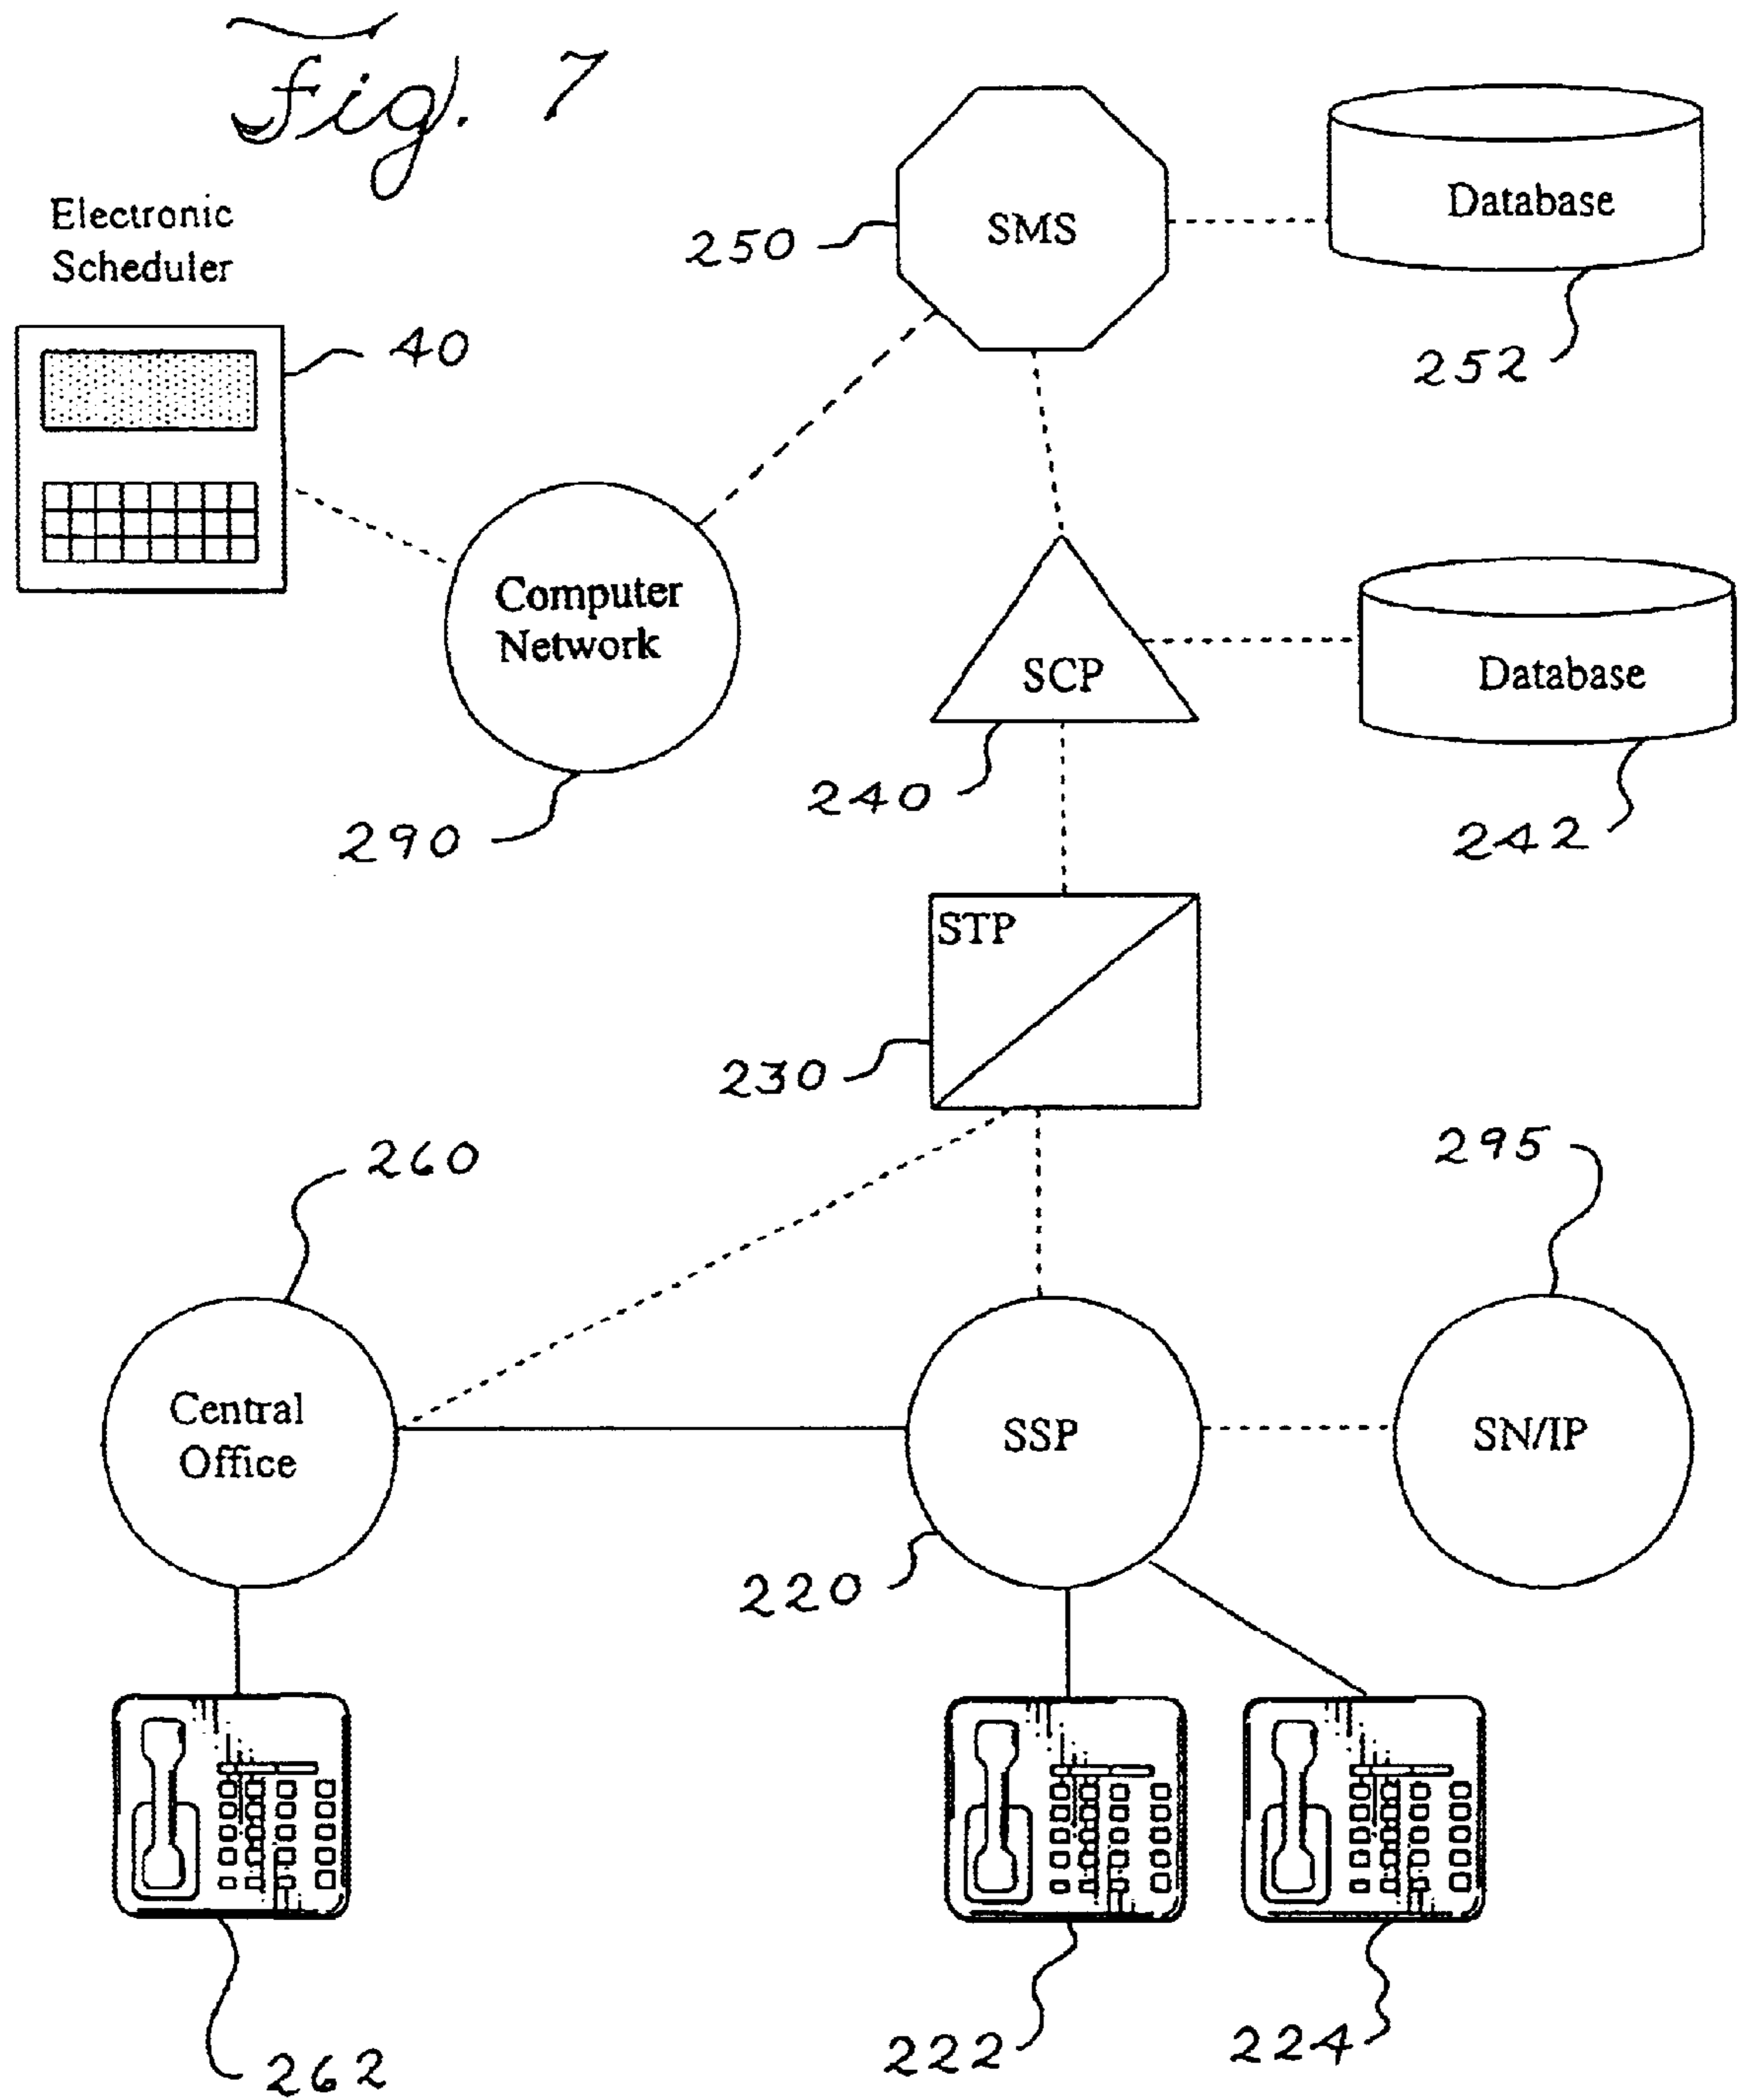 Fig. 7
Electronic
Scheduler
40
SMS
250
Database
252
Computer
Network
290
SCP
240
Database
242
STP
230
260
295
Central
Office
SSP
SN/IP
220
262
222
224